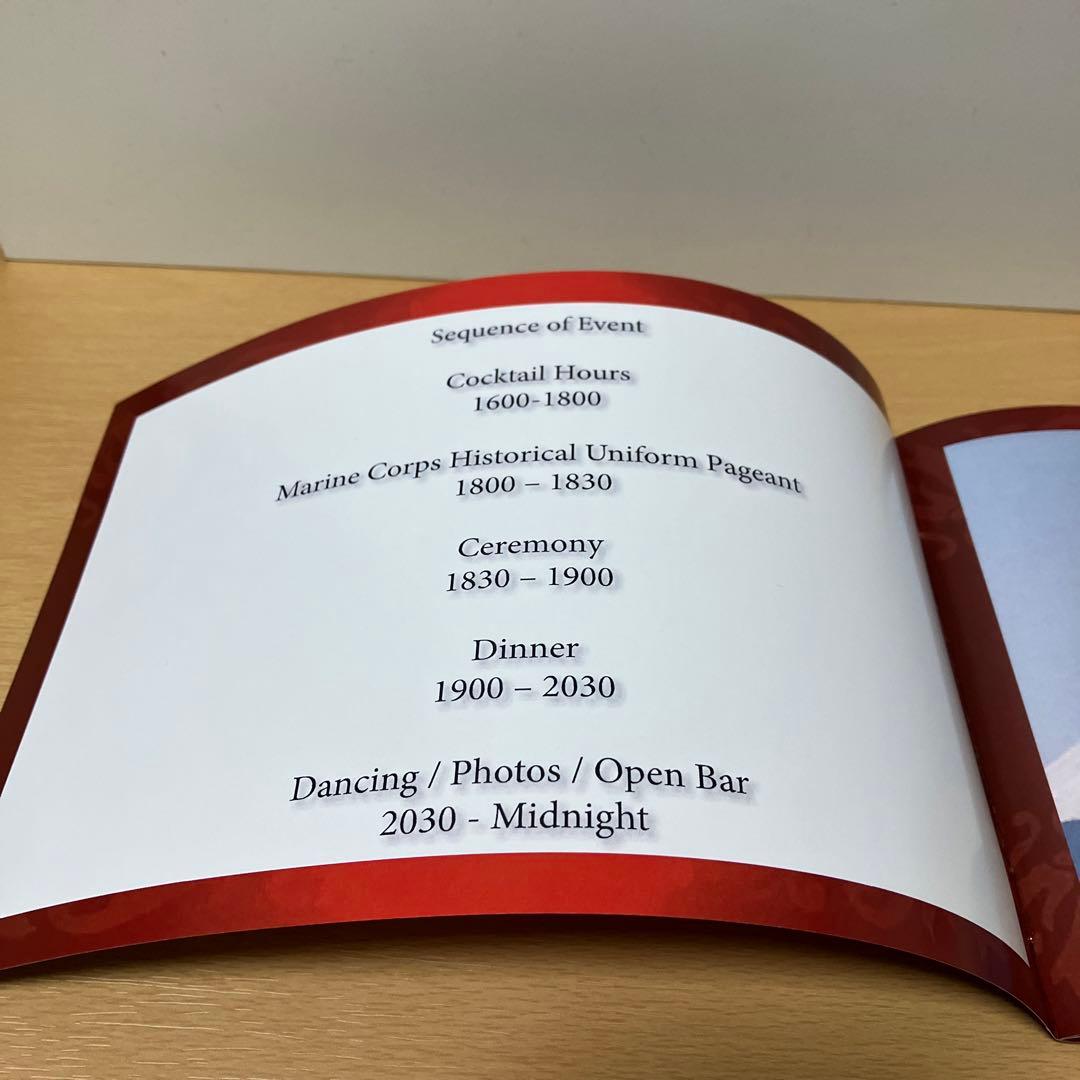 Sequence of Event
Cocktail Hours
1600-1800
Marine Corps Historical Uniform Pageant
1800 – 1830
Ceremony
1830 – 1900
Dinner
1900 – 2030
Dancing / Photos / Open Bar
2030 - Midnight